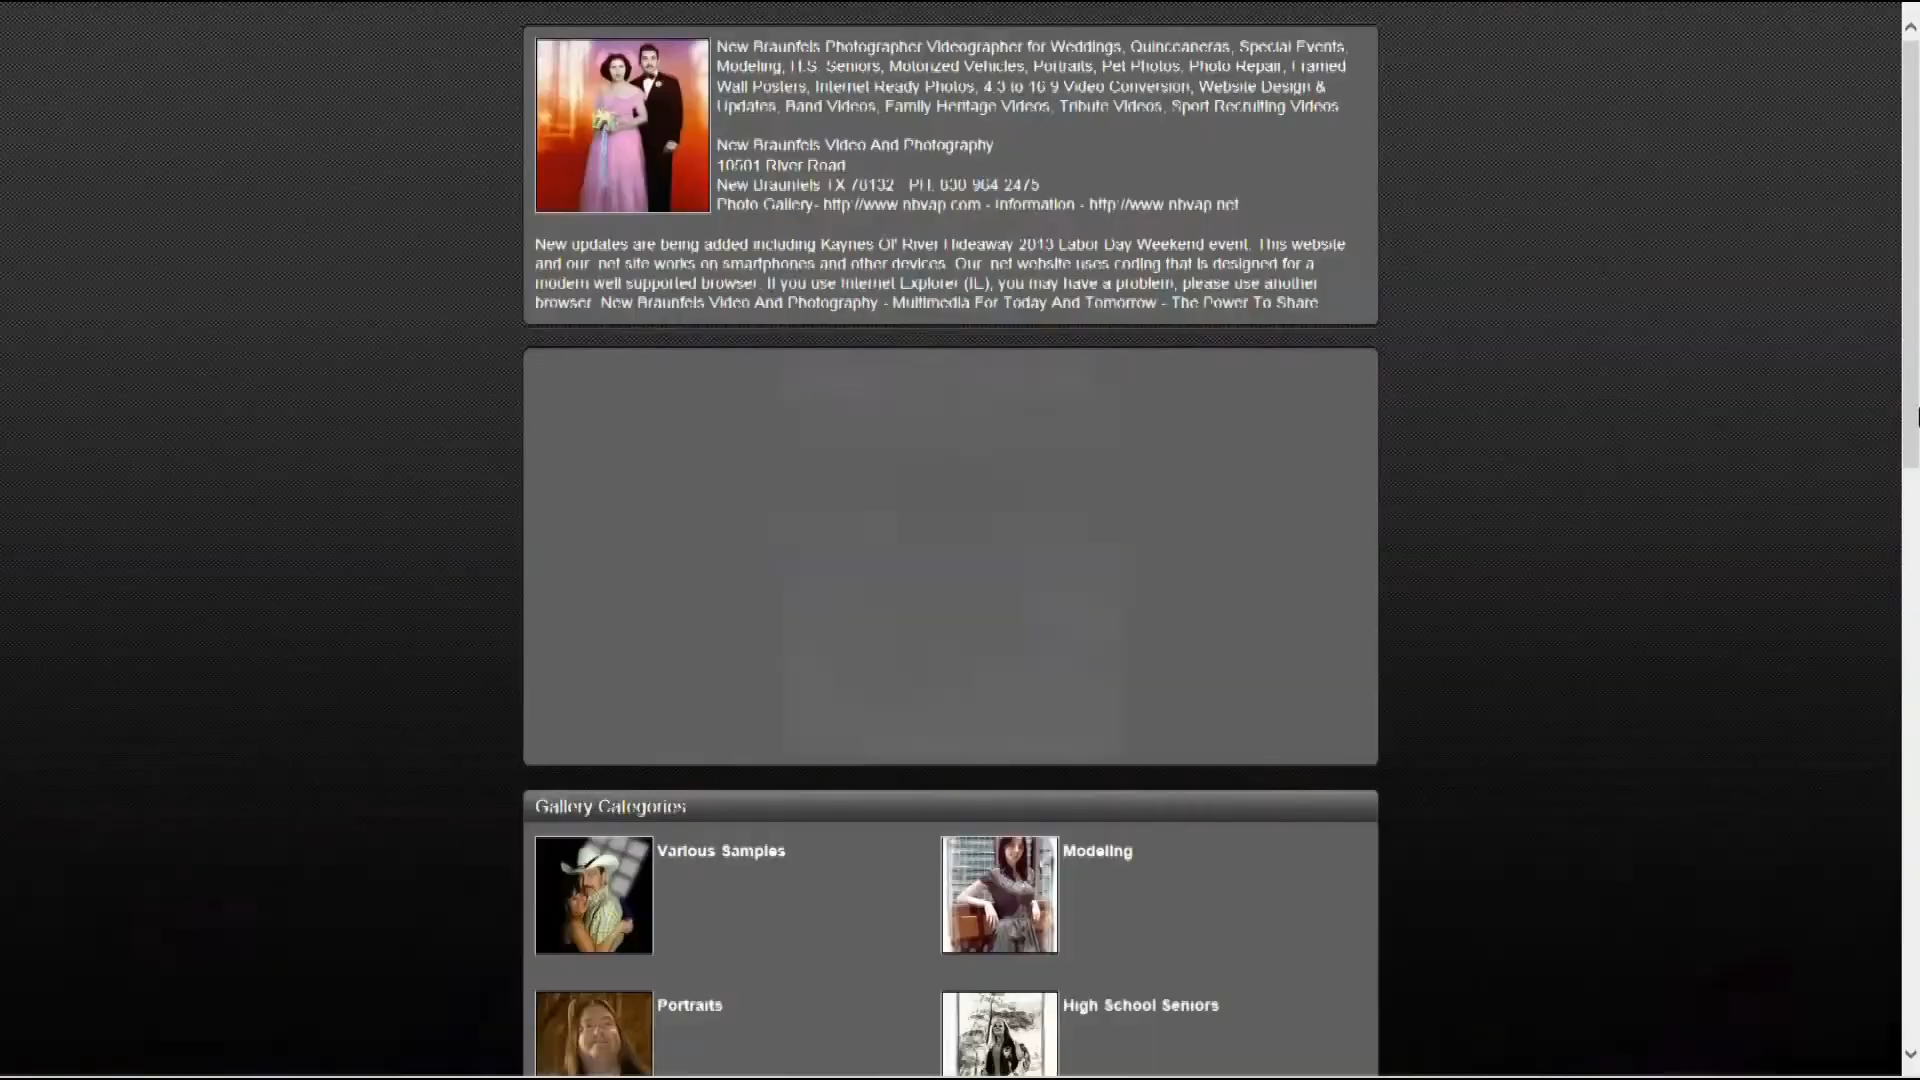 New Braunfels Photographer Videographer for Weddings, Quinceaneras, Special Events,
Modeling, H.S. Seniors, Motorized Vehicles, Portraits, Pet Photos, Photo Repair, Framed
Wall Posters, Internet Ready Photos, 4:3 to 16:9 Video Conversion, Website Design &
Updates, Band Videos, Family Heritage Videos, Tribute Videos, Sport Recruiting Videos
New Braunfels Video And Photography
10501 River Road
New Braunfels TX 78132 PH. 830 964 2475
Photo Gallery- http://www.nbvap.com - Information - http://www.nbvap.net
New updates are being added including Kaynes Ol' River Hideaway 2013 Labor Day Weekend event. This website
and our .net site works on smartphones and other devices. Our .net website uses coding that is designed for a
modern well supported browser. If you use Internet Explorer (IE), you may have a problem, please use another
browser. New Braunfels Video And Photography - Multimedia For Today And Tomorrow - The Power To Share
Gallery Categories
Various Samples
Modeling
Portraits
High School Seniors